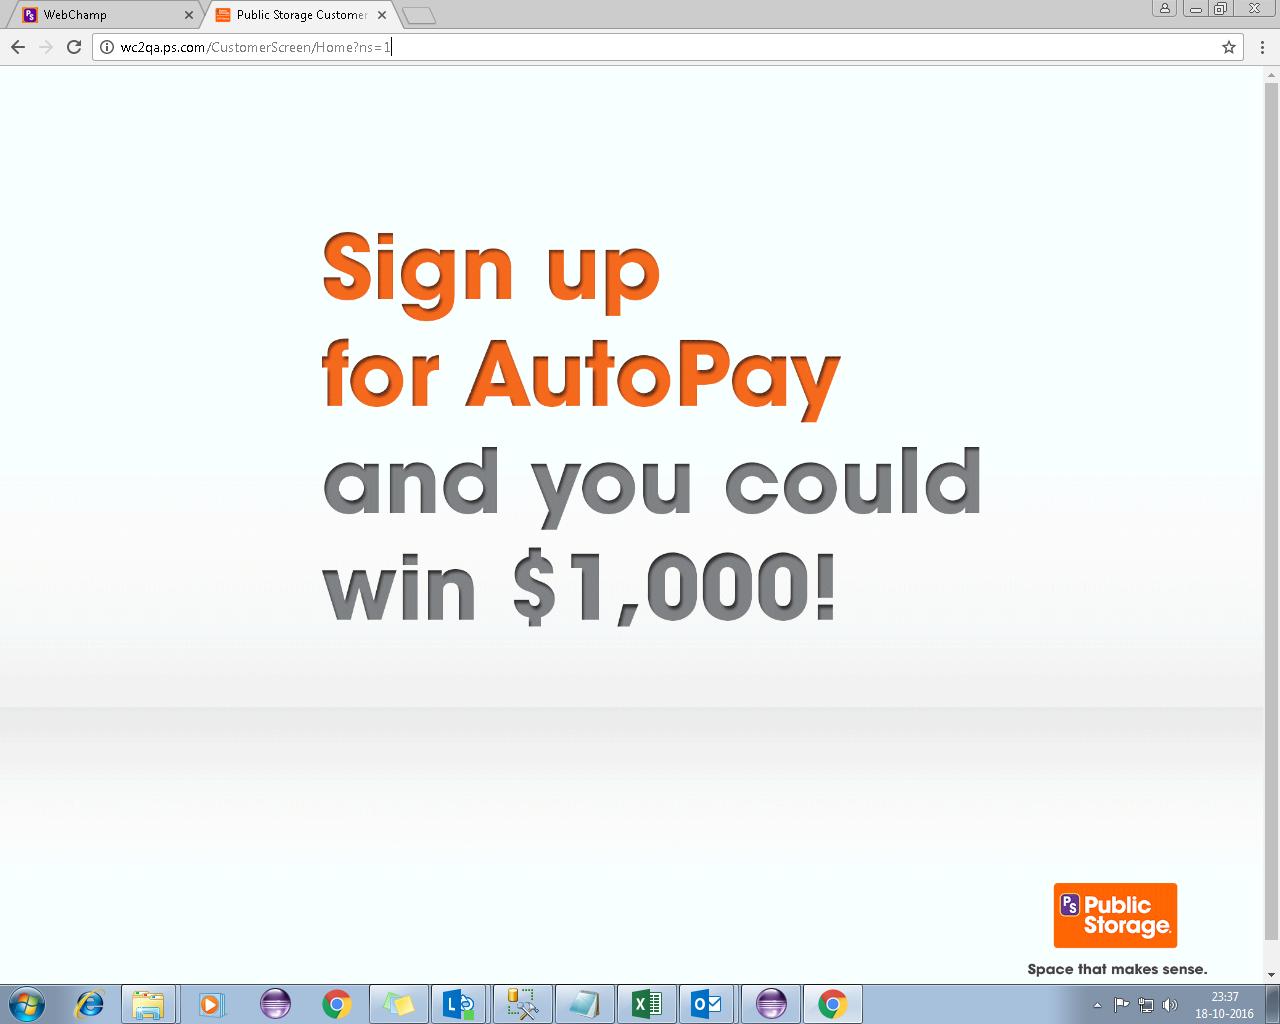 WebChamp
Public Storage Customer
wc2qa.ps.com/CustomerScreen/Home?ns=1
Sign up
for AutoPay
and you could
win $1,000!
PS Public
Storage
Space that makes sense.
23:37
18-10-2016